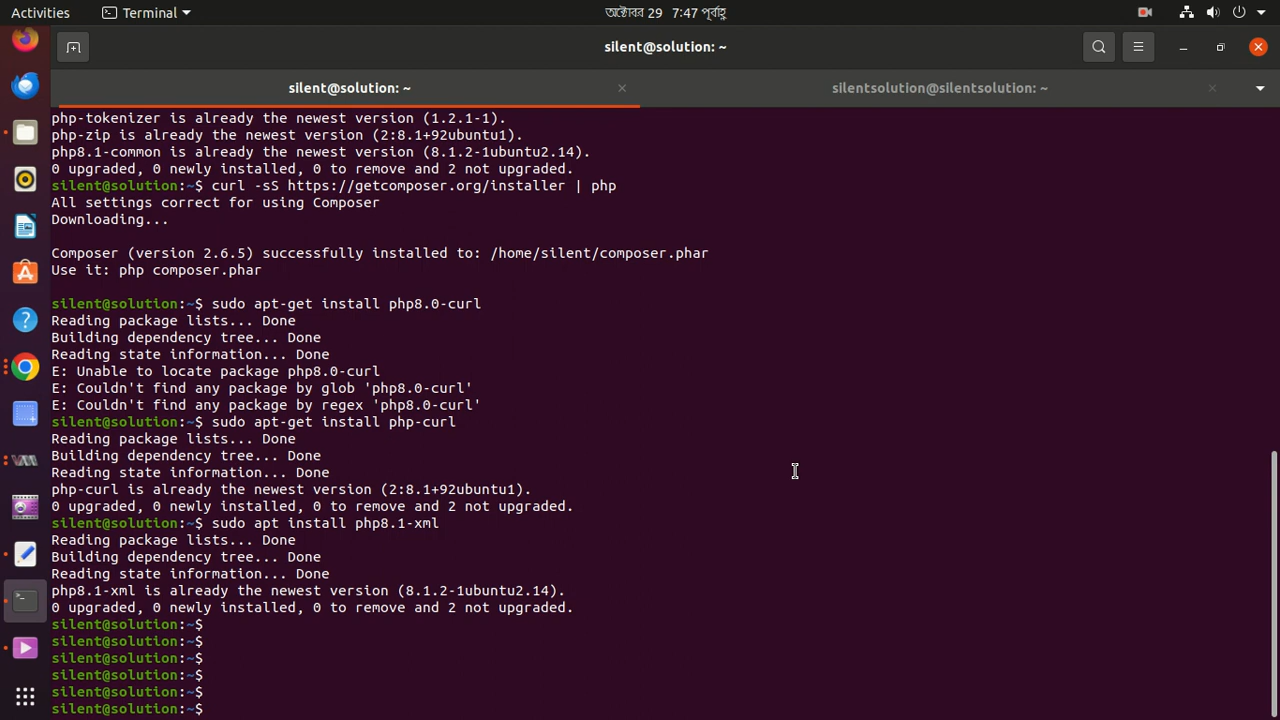 Activities
Terminal
অক্টোবর 29 7:47 পূর্বাহ্ণ
silent@solution: ~
silent@solution: ~
silentsolution@silentsolution: ~
php-tokenizer is already the newest version (1.2.1-1).
php-zip is already the newest version (2:8.1+92ubuntu1).
php8.1-common is already the newest version (8.1.2-1ubuntu2.14).
0 upgraded, 0 newly installed, 0 to remove and 2 not upgraded.
silent@solution:~$ curl -sS https://getcomposer.org/installer | php
All settings correct for using Composer
Downloading...
Composer (version 2.6.5) successfully installed to: /home/silent/composer.phar
Use it: php composer.phar
silent@solution:~$ sudo apt-get install php8.0-curl
Reading package lists... Done
Building dependency tree... Done
Reading state information... Done
E: Unable to locate package php8.0-curl
E: Couldn't find any package by glob 'php8.0-curl'
E: Couldn't find any package by regex 'php8.0-curl'
silent@solution:~$ sudo apt-get install php-curl
Reading package lists... Done
Building dependency tree... Done
Reading state information... Done
php-curl is already the newest version (2:8.1+92ubuntu1).
0 upgraded, 0 newly installed, 0 to remove and 2 not upgraded.
silent@solution:~$ sudo apt install php8.1-xml
Reading package lists... Done
Building dependency tree... Done
Reading state information... Done
php8.1-xml is already the newest version (8.1.2-1ubuntu2.14).
0 upgraded, 0 newly installed, 0 to remove and 2 not upgraded.
silent@solution:~$
silent@solution:~$
silent@solution:~$
silent@solution:~$
silent@solution:~$
silent@solution:~$